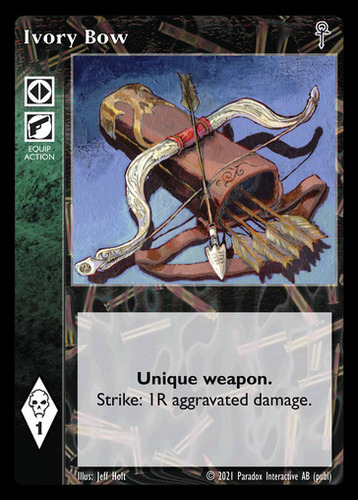 Ivory Bow
EQUIP
ACTION
Unique weapon.
Strike: 1R aggravated damage.
1
Illus: Jeff Holt
© 2021 Paradox Interactive AB (publ)